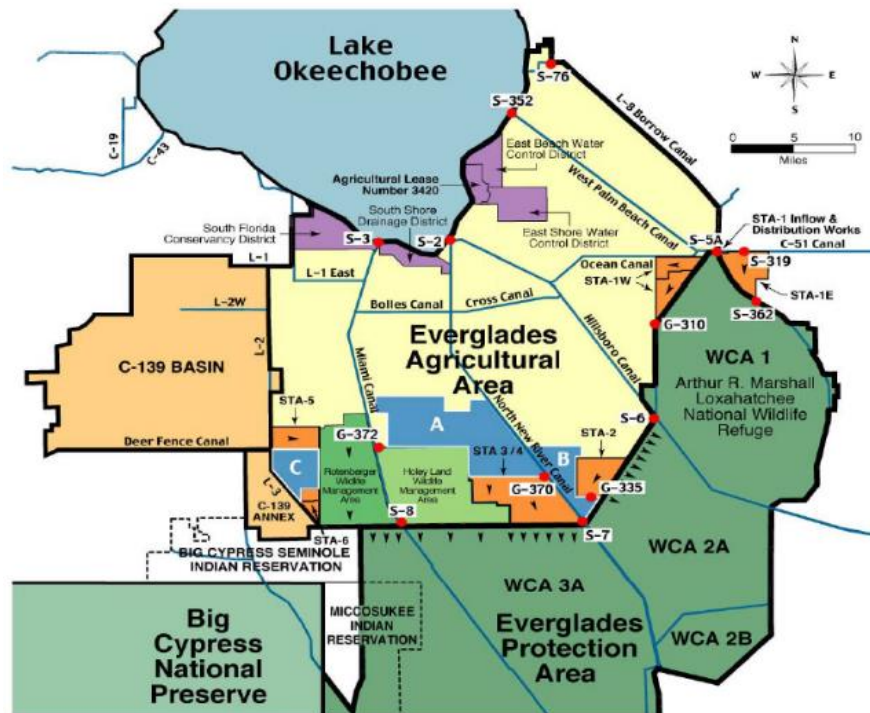 Lake
Okeechobee
S-76
S-352
N
W
E
S
0
5
10
Miles
L-8 Borrow Canal
C-19
C-43
East Beach Water
Control District
Agricultural Lease
Number 3420
South Shore
Drainage District
West Palm Beach Canal
STA-1 Inflow &
Distribution Works
South Florida
Conservancy District
S-3
S-2
East Shore Water
Control District
S-5A
C-51 Canal
L-1
L-1 East
Ocean Canal
STA-1W
S-319
STA-1E
S-362
L-2W
L-2
Bolles Canal
Cross Canal
Hillsboro Canal
G-310
C-139 BASIN
Miami Canal
Everglades
Agricultural
Area
WCA 1
Arthur R. Marshall
Loxahatchee
National Wildlife
Refuge
North New River Canal
STA-5
A
S-6
Deer Fence Canal
G-372
STA 3/4
STA-2
B
C
Rotenberger
Wildlife
Management
Area
Holey Land
Wildlife
Management
Area
G-370
G-335
L-3
C-139
ANNEX
S-8
S-7
STA-6
BIG CYPRESS SEMINOLE
INDIAN RESERVATION
WCA 2A
WCA 3A
MICCOSUKEE
INDIAN
RESERVATION
Big
Cypress
National
Preserve
Everglades
Protection
Area
WCA 2B